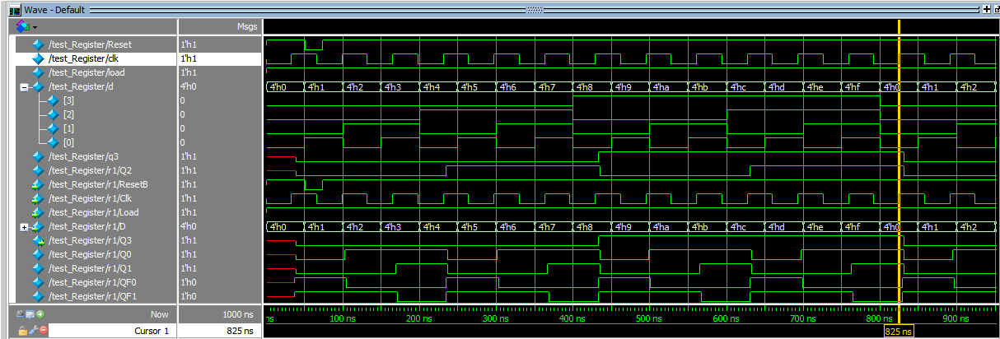 Wave - Default
Msgs
/test_Register/Reset 1'h1
/test_Register/clk 1'h1
/test_Register/load 1'h1
/test_Register/d 4'h0 4'h0 4'h1 4'h2 4'h3 4'h4 4'h5 4'h6 4'h7 4'h8 4'h9 4'ha 4'hb 4'hc 4'hd 4'he 4'hf 4'h0 4'h1 4'h2
[3] 0
[2] 0
[1] 0
[0] 0
/test_Register/q3 1'h1
/test_Register/r1/Q2 1'h1
/test_Register/r1/ResetB 1'h1
/test_Register/r1/Clk 1'h1
/test_Register/r1/Load 1'h1
/test_Register/r1/D 4'h0 4'h0 4'h1 4'h2 4'h3 4'h4 4'h5 4'h6 4'h7 4'h8 4'h9 4'ha 4'hb 4'hc 4'hd 4'he 4'hf 4'h0 4'h1 4'h2
/test_Register/r1/Q3 1'h1
/test_Register/r1/Q0 1'h1
/test_Register/r1/Q1 1'h1
/test_Register/r1/QF0 1'h0
/test_Register/r1/QF1 1'h0
Now 1000 ns ns 100 ns 200 ns 300 ns 400 ns 500 ns 600 ns 700 ns 800 ns 900 ns
Cursor 1 825 ns 825 ns